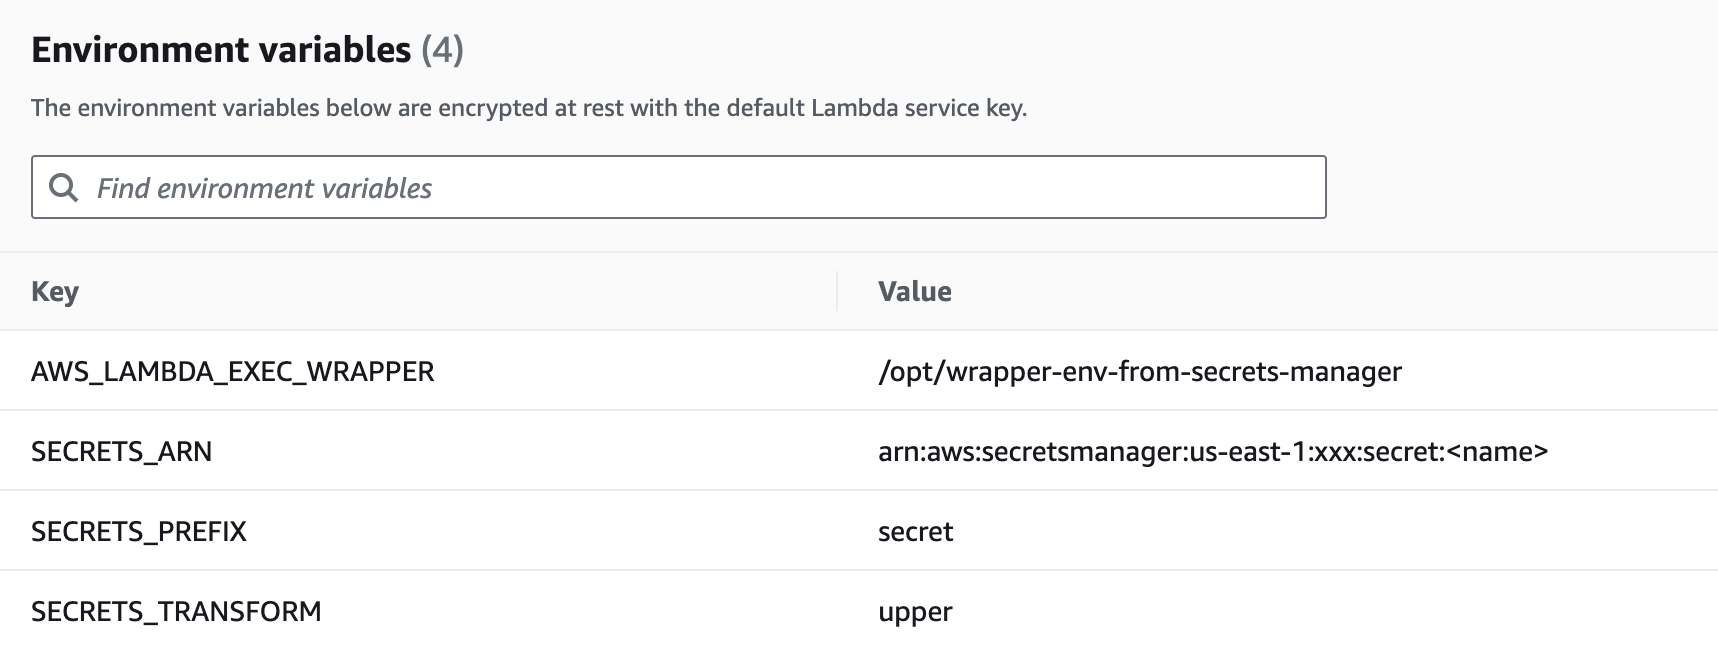 Environment variables (4)
The environment variables below are encrypted at rest with the default Lambda service key.
Find environment variables
Key Value
AWS_LAMBDA_EXEC_WRAPPER /opt/wrapper-env-from-secrets-manager
SECRETS_ARN arn:aws:secretsmanager:us-east-1:xxx:secret:<name>
SECRETS_PREFIX secret
SECRETS_TRANSFORM upper